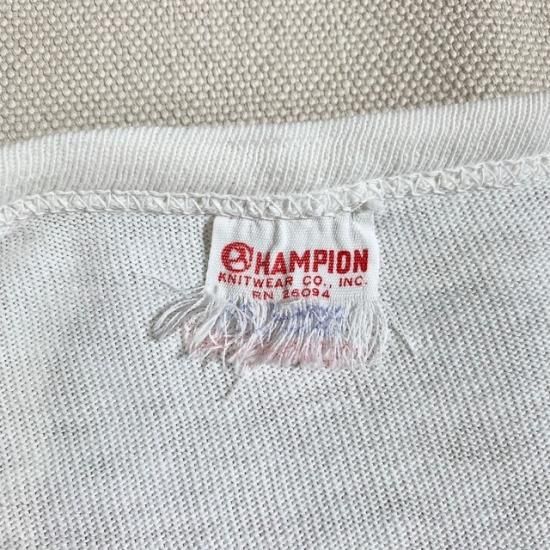 CHAMPION
KNITWEAR CO., INC.
RN 26094